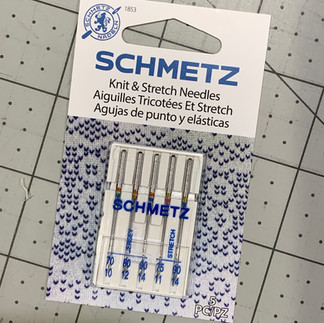 1853
SCHMETZ
NADELN
SCHMETZ
Knit & Stretch Needles
Aiguilles Tricotées Et Stretch
Agujas de punto y elásticas
SCHMETZ
STRETCH STRETCH
70 80 90 75 90
10 12 14 11 14
5
PC/PZ